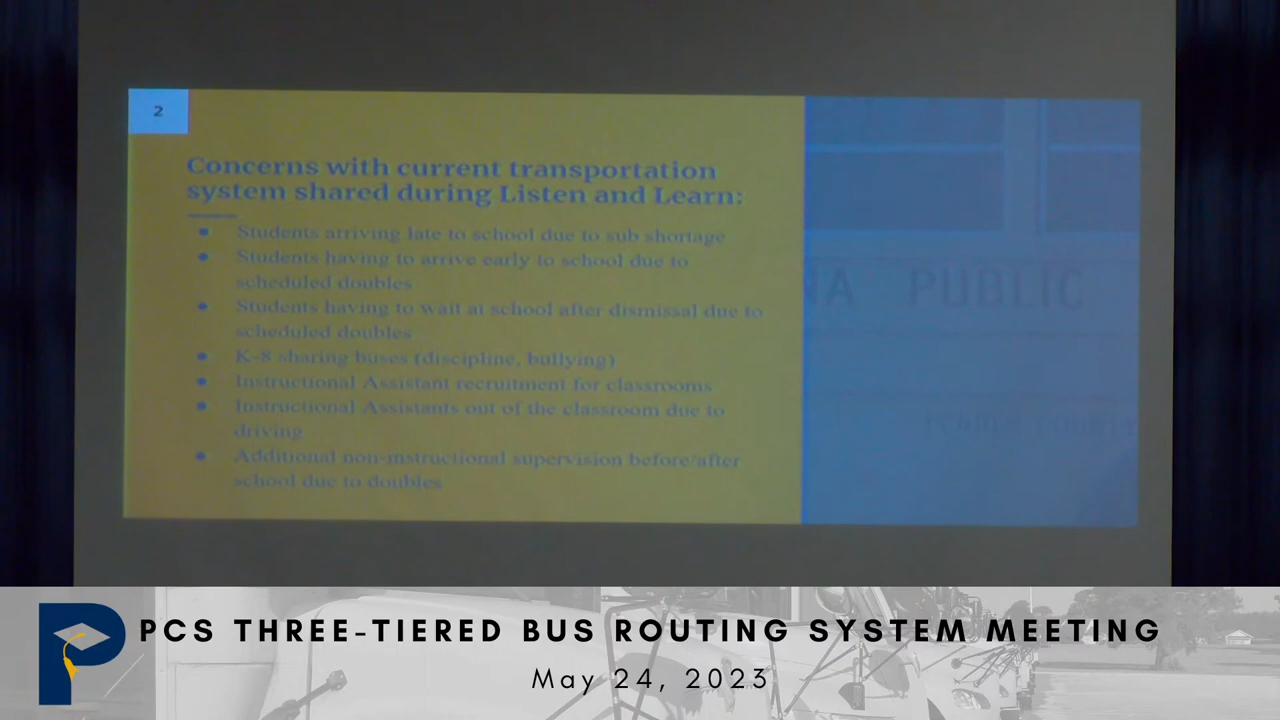 2
Concerns with current transportation
system shared during Listen and Learn:
● Students arriving late to school due to sub shortage
● Students having to arrive early to school due to
scheduled doubles
● Students having to wait at school after dismissal due to
scheduled doubles
● K-8 sharing buses (discipline, bullying)
● Instructional Assistant recruitment for classrooms
● Instructional Assistants out of the classroom due to
driving
● Additional non-instructional supervision before/after
school due to doubles
NA PUBLIC
PCS THREE-TIERED BUS ROUTING SYSTEM MEETING
May 24, 2023